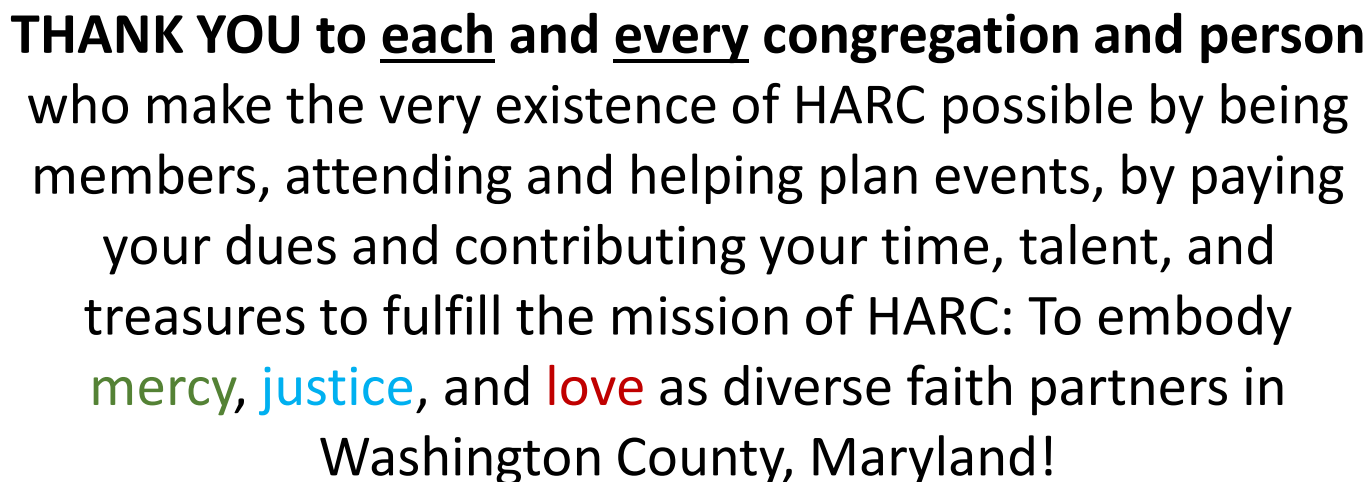 THANK YOU to each and every congregation and person
who make the very existence of HARC possible by being
members, attending and helping plan events, by paying
your dues and contributing your time, talent, and
treasures to fulfill the mission of HARC: To embody
mercy, justice, and love as diverse faith partners in
Washington County, Maryland!